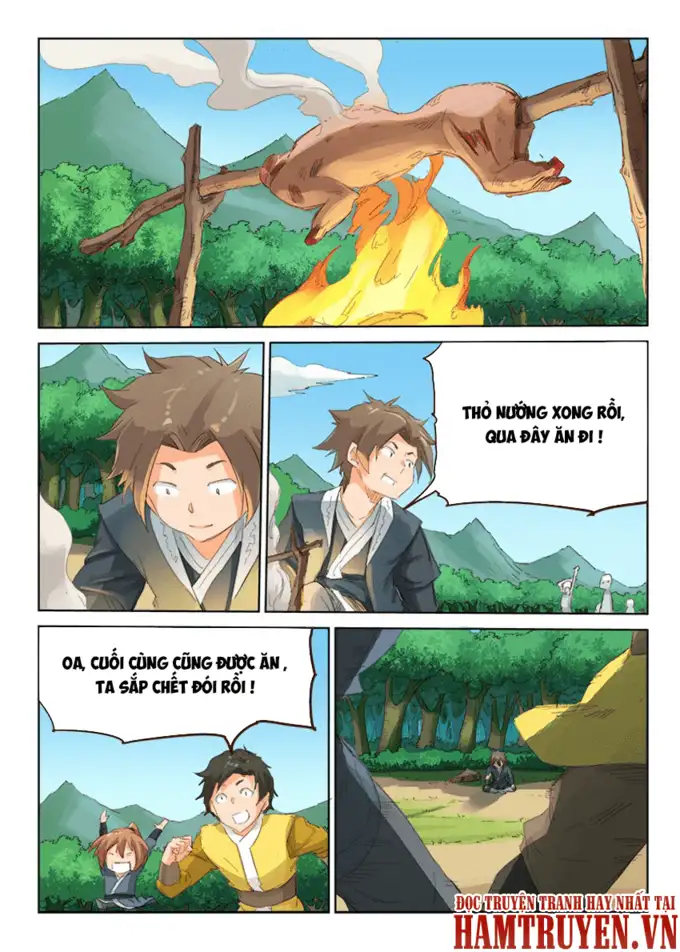 THỎ NƯỚNG XONG RỒI,
QUA ĐÂY ĂN ĐI !
OA, CUỐI CÙNG CŨNG ĐƯỢC ĂN ,
TA SẮP CHẾT ĐÓI RỒI !
ĐỌC TRUYỆN TRANH HAY NHẤT TẠI
HAMTRUYEN.VN